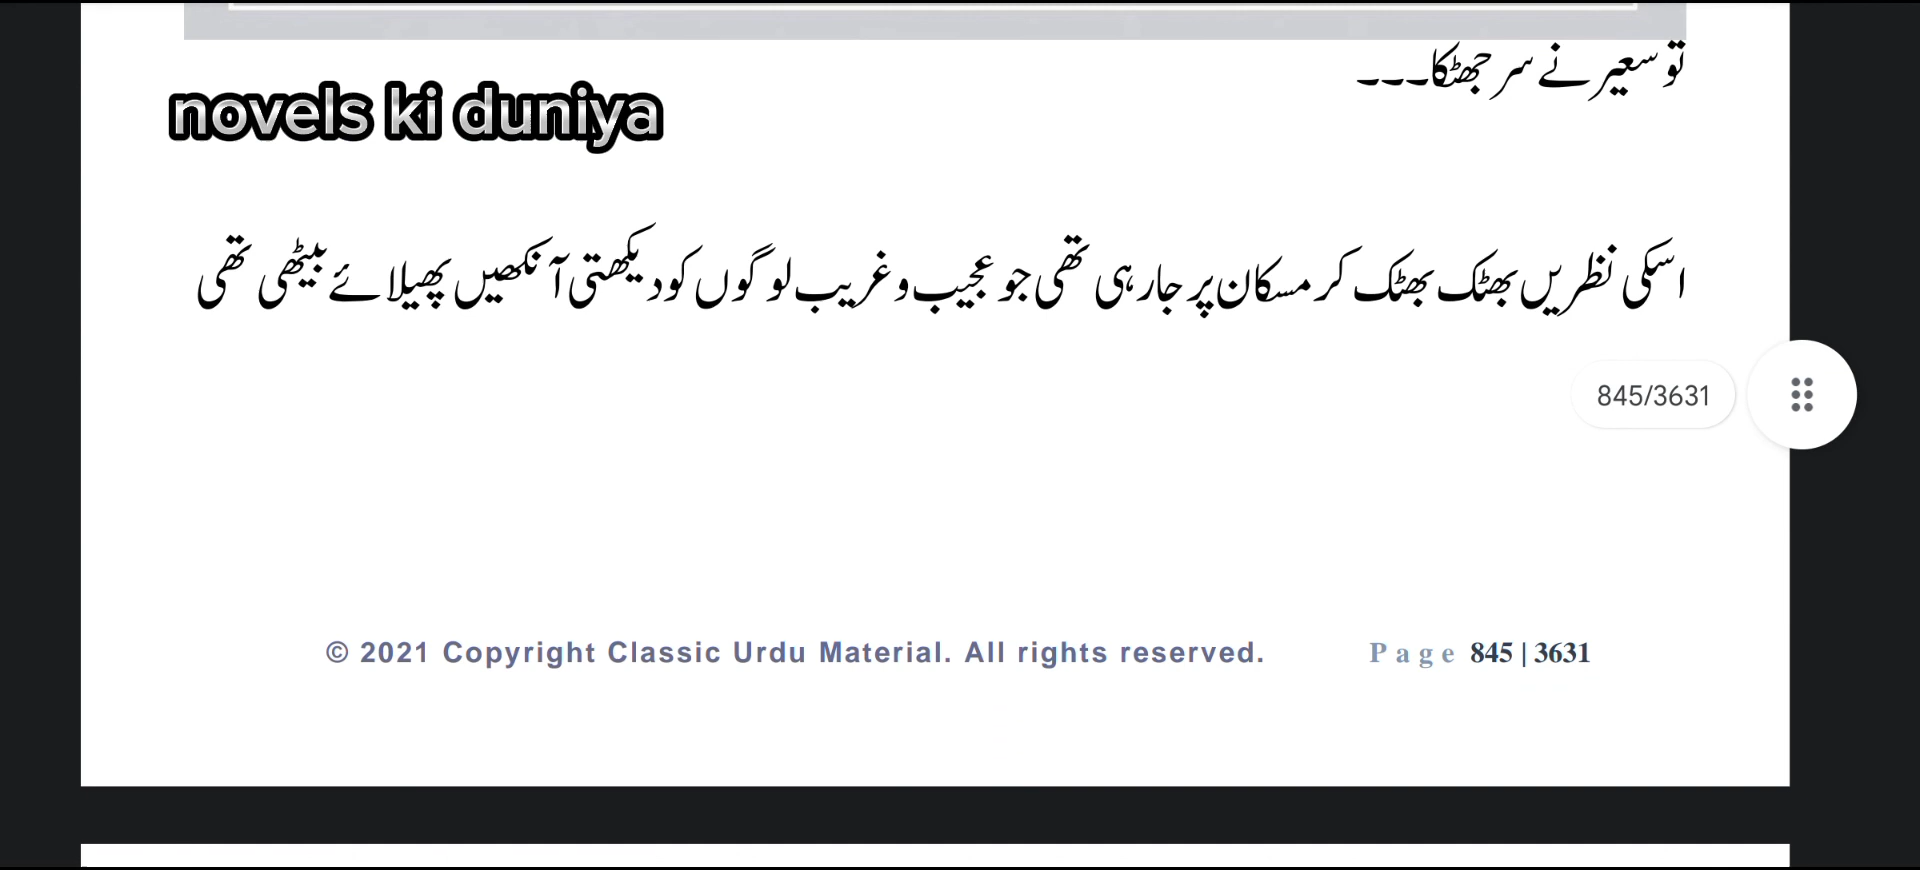 تو سعیر نے سر جھٹکا۔۔۔
novels ki duniya
اسکی نظریں بھٹک بھٹک کر مسکان پر جارہی تھی جو عجیب و غریب لوگوں کو دیکھتی آنکھیں پھیلائے بیٹھی تھی
845/3631
© 2021 Copyright Classic Urdu Material. All rights reserved. Page 845 | 3631